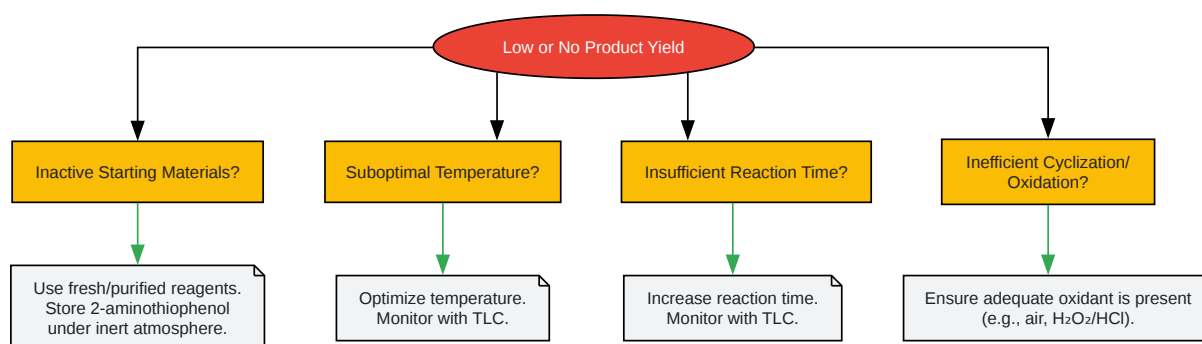 Low or No Product Yield
Inactive Starting Materials?
Suboptimal Temperature?
Insufficient Reaction Time?
Inefficient Cyclization/
Oxidation?
Use fresh/purified reagents.
Store 2-aminothiophenol
under inert atmosphere.
Optimize temperature.
Monitor with TLC.
Increase reaction time.
Monitor with TLC.
Ensure adequate oxidant is present
(e.g., air, H₂O₂/HCl).